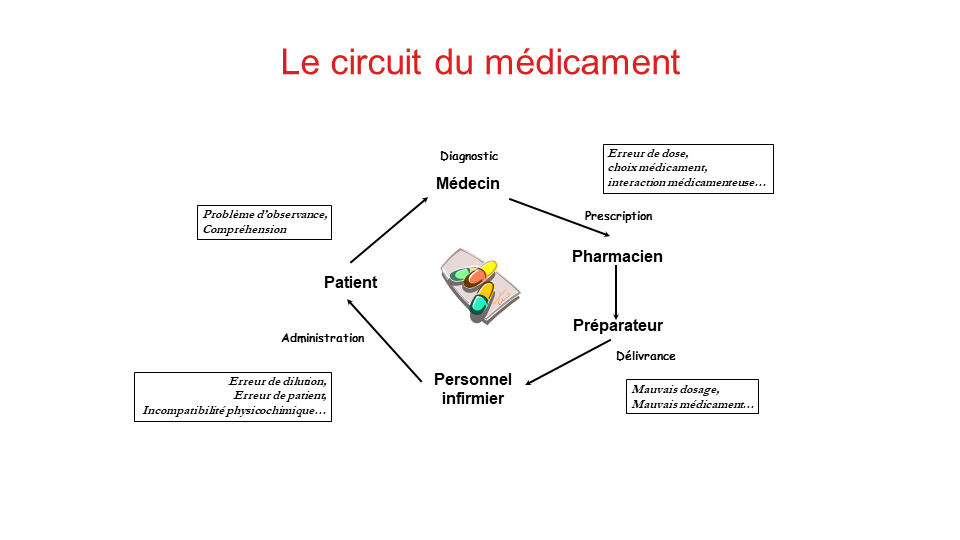 Le circuit du médicament
Diagnostic
Médecin
Erreur de dose,
choix médicament,
interaction médicamenteuse…
Prescription
Problème d'observance,
Compréhension
Pharmacien
Patient
Préparateur
Administration
Délivrance
Personnel
infirmier
Erreur de dilution,
Erreur de patient,
Incompatibilité physicochimique…
Mauvais dosage,
Mauvais médicament…